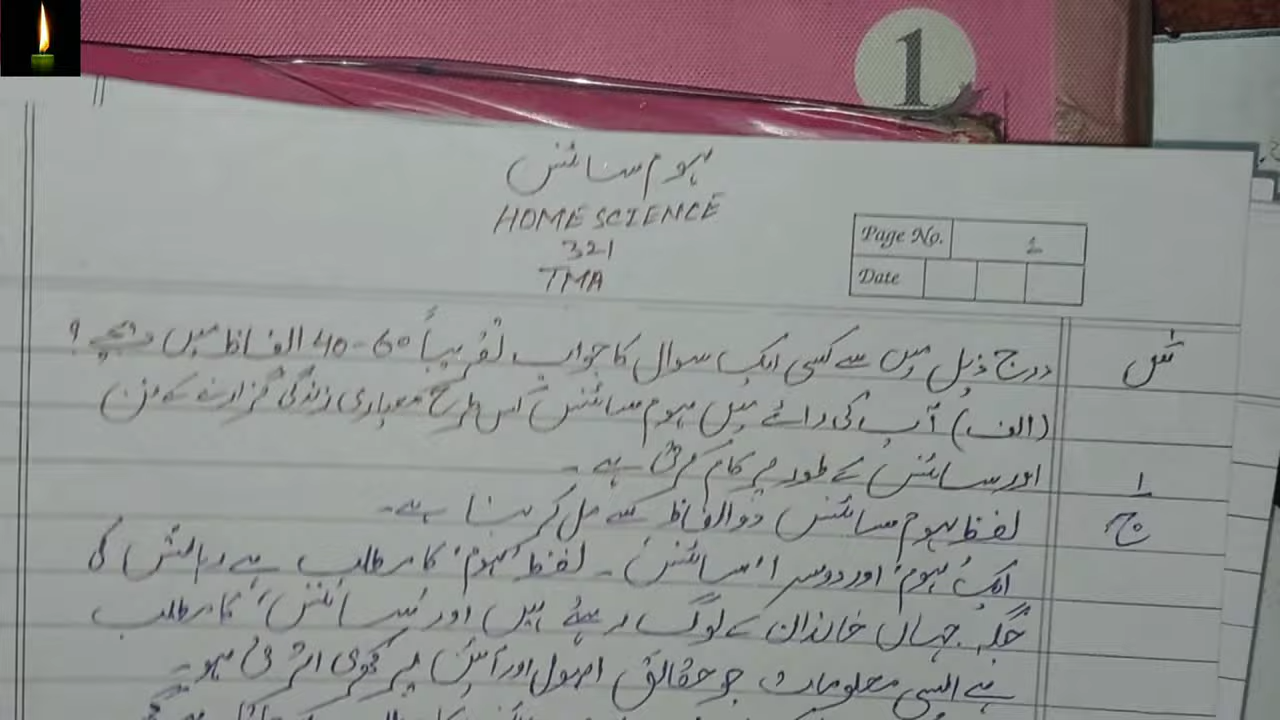 1
ہوم سائنس
HOME SCIENCE
321
TMA
Page No. 1
Date
درج ذیل میں سے کسی ایک سوال کا جواب تقریباً 60-40 الفاظ میں دیجیے؟
(الف) آپ کی رائے میں ہوم سائنس کس طرح معیاری زندگی گزارنے کے فن
اور سائنس کے طور پر کام کرتی ہے۔
لفظ ہوم سائنس دو الفاظ سے مل کر بنا ہے۔
ایک 'ہوم' اور دوسرا 'سائنس'۔ لفظ 'ہوم' کا مطلب ہے رہائش کی
جگہ جہاں خاندان کے لوگ رہتے ہیں اور 'سائنس' کا مطلب
ہے ایسی معلومات جو حقائق اصول اور پر ہو۔